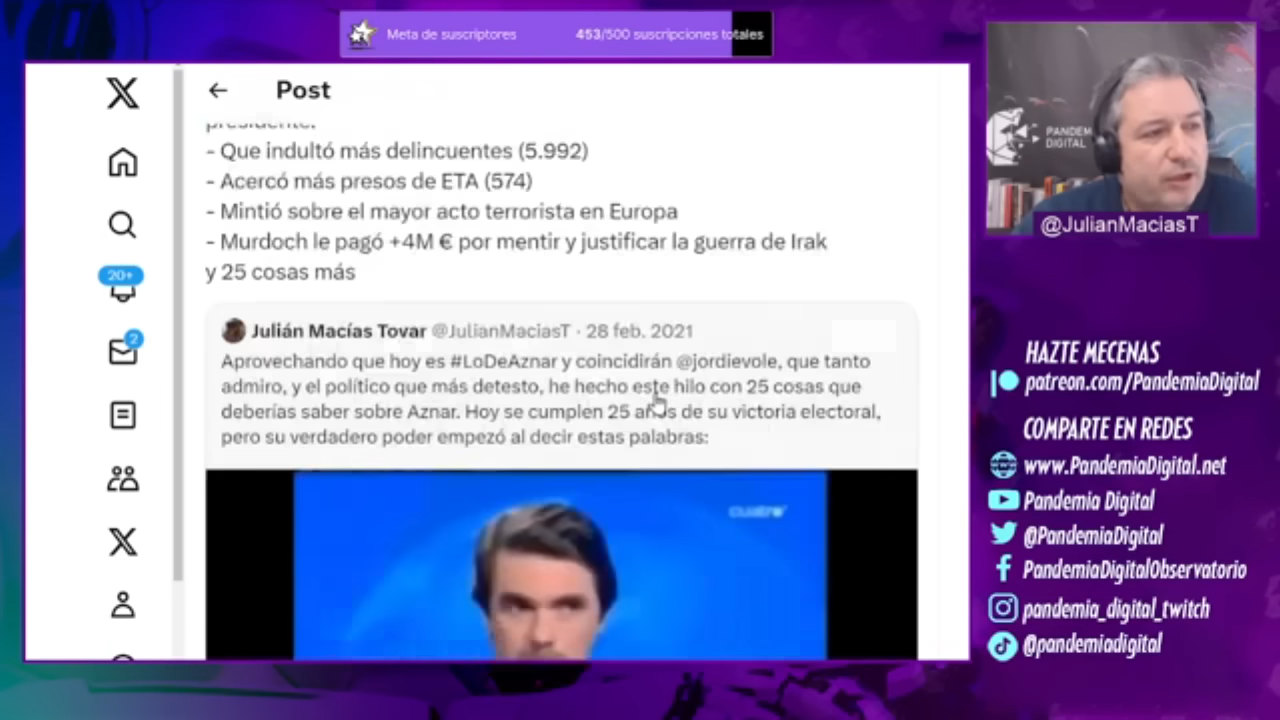 Meta de suscriptores 453/500 suscripciones totales
Post
presidente.
- Que indultó más delincuentes (5.992)
- Acercó más presos de ETA (574)
- Mintió sobre el mayor acto terrorista en Europa
- Murdoch le pagó +4M € por mentir y justificar la guerra de Irak
y 25 cosas más
20+
2
Julián Macías Tovar @JulianMaciasT · 28 feb. 2021
Aprovechando que hoy es #LoDeAznar y coincidirán @jordievole, que tanto
admiro, y el político que más detesto, he hecho este hilo con 25 cosas que
deberías saber sobre Aznar. Hoy se cumplen 25 años de su victoria electoral,
pero su verdadero poder empezó al decir estas palabras:
cuatro
PANDEM
DIGITAL
@JulianMaciasT
HAZTE MECENAS
patreon.com/PandemiaDigital
COMPARTE EN REDES
www.PandemiaDigital.net
Pandemia Digital
@PandemiaDigital
PandemiaDigitalObservatorio
pandemia_digital_twitch
@pandemiadigital